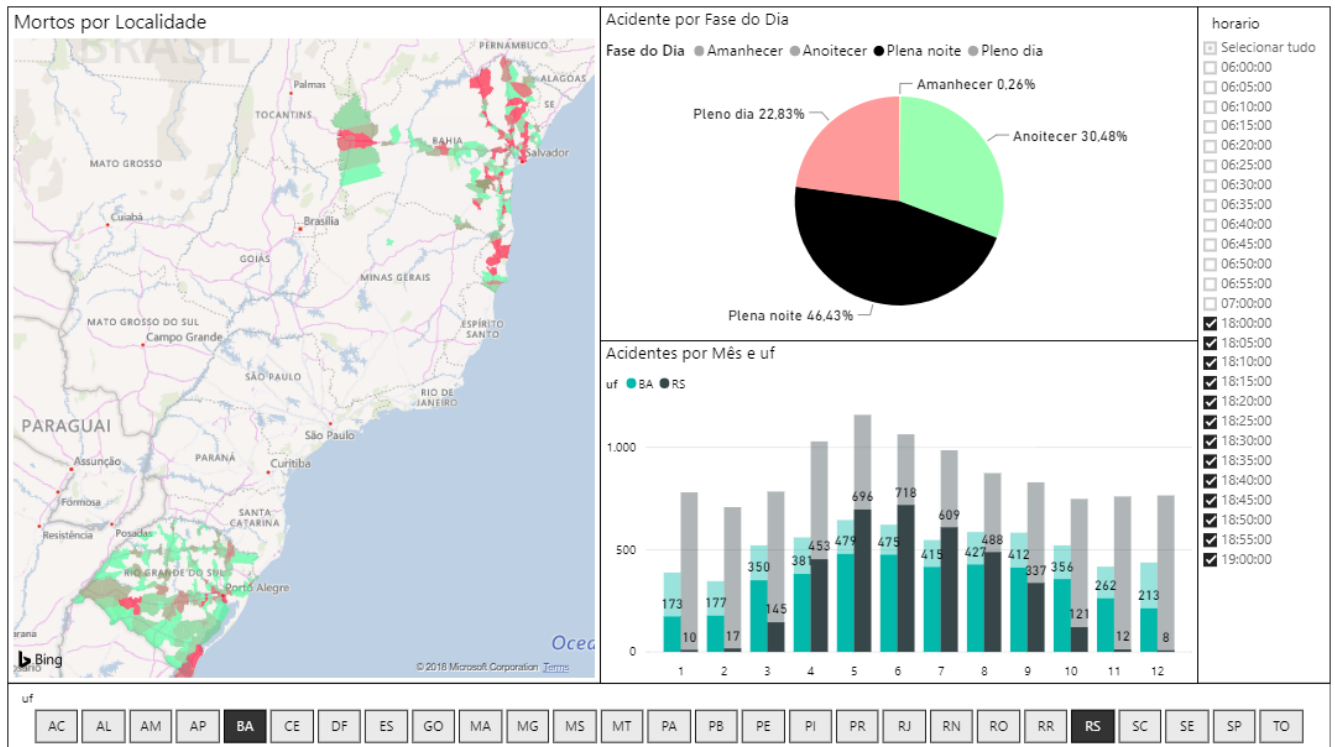 Mortos por Localidade
BRASIL
PERNAMBUCO
Palmas
ALAGOAS
TOCANTINS
SE
BAHIA
Salvador
MATO GROSSO
Cuiabá
Brasília
GOIÁS
MINAS GERAIS
MATO GROSSO DO SUL
ESPÍRITO
SANTO
Campo Grande
SÃO PAULO
RIO DE
JANEIRO
PARAGUAI
São Paulo
PARANÁ
Assunção
Curitiba
Formosa
SANTA
CATARINA
Resistência
Posadas
RIO GRANDE DO SUL
Porto Alegre
Bing
© 2018 Microsoft Corporation Terms
Acidente por Fase do Dia
Fase do Dia Amanhecer Anoitecer Plena noite Pleno dia
Amanhecer 0,26%
Pleno dia 22,83%
Anoitecer 30,48%
Plena noite 46,43%
Acidentes por Mês e uf
uf BA RS
1.000
500
0
173 10 177 17 350 145 381 453 479 696 475 718 415 609 427 488 412 337 356 121 262 12 213 8
1 2 3 4 5 6 7 8 9 10 11 12
horario
Selecionar tudo
06:00:00
06:05:00
06:10:00
06:15:00
06:20:00
06:25:00
06:30:00
06:35:00
06:40:00
06:45:00
06:50:00
06:55:00
07:00:00
18:00:00
18:05:00
18:10:00
18:15:00
18:20:00
18:25:00
18:30:00
18:35:00
18:40:00
18:45:00
18:50:00
18:55:00
19:00:00
uf
AC AL AM AP BA CE DF ES GO MA MG MS MT PA PB PE PI PR RJ RN RO RR RS SC SE SP TO